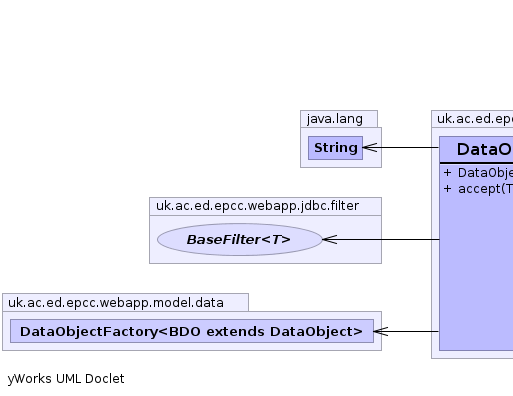 java.lang
String
uk.ac.ed.epc
DataO
+ DataObje
+ accept(T
uk.ac.ed.epcc.webapp.jdbc.filter
BaseFilter<T>
uk.ac.ed.epcc.webapp.model.data
DataObjectFactory<BDO extends DataObject>
yWorks UML Doclet